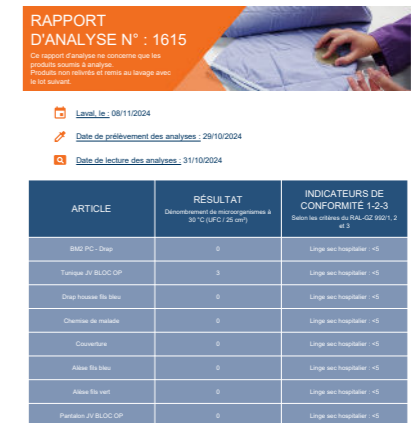 RAPPORT
D'ANALYSE N° : 1615
Ce rapport d'analyse ne concerne que les
produits soumis à analyse.
Produits non relivrés et remis au lavage avec
le lot suivant.
Laval, le : 08/11/2024
Date de prélèvement des analyses : 29/10/2024
Date de lecture des analyses : 31/10/2024
ARTICLE
RÉSULTAT
Dénombrement de microorganismes à
30 °C (UFC / 25 cm²)
INDICATEURS DE
CONFORMITÉ 1-2-3
Selon les critères du RAL-GZ 992/1, 2
et 3
BM2 PC - Drap 0 Linge sec hospitalier : <5
Tunique JV BLOC OP 3 Linge sec hospitalier : <5
Drap housse fils bleu 0 Linge sec hospitalier : <5
Chemise de malade 0 Linge sec hospitalier : <5
Couverture 0 Linge sec hospitalier : <5
Alèse fils bleu 0 Linge sec hospitalier : <5
Alèse fils vert 0 Linge sec hospitalier : <5
Pantalon JV BLOC OP 0 Linge sec hospitalier : <5